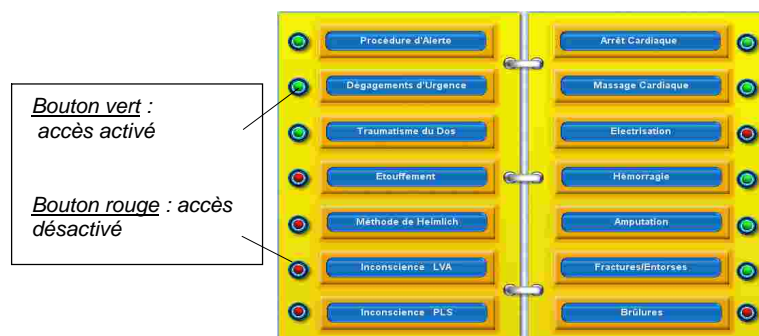 Bouton vert :
accès activé
Bouton rouge : accès
désactivé
Procédure d'Alerte
Dégagements d'Urgence
Traumatisme du Dos
Etouffement
Méthode de Heimlich
Inconscience LVA
Inconscience PLS
Arrêt Cardiaque
Massage Cardiaque
Electrisation
Hémorragie
Amputation
Fractures/Entorses
Brûlures